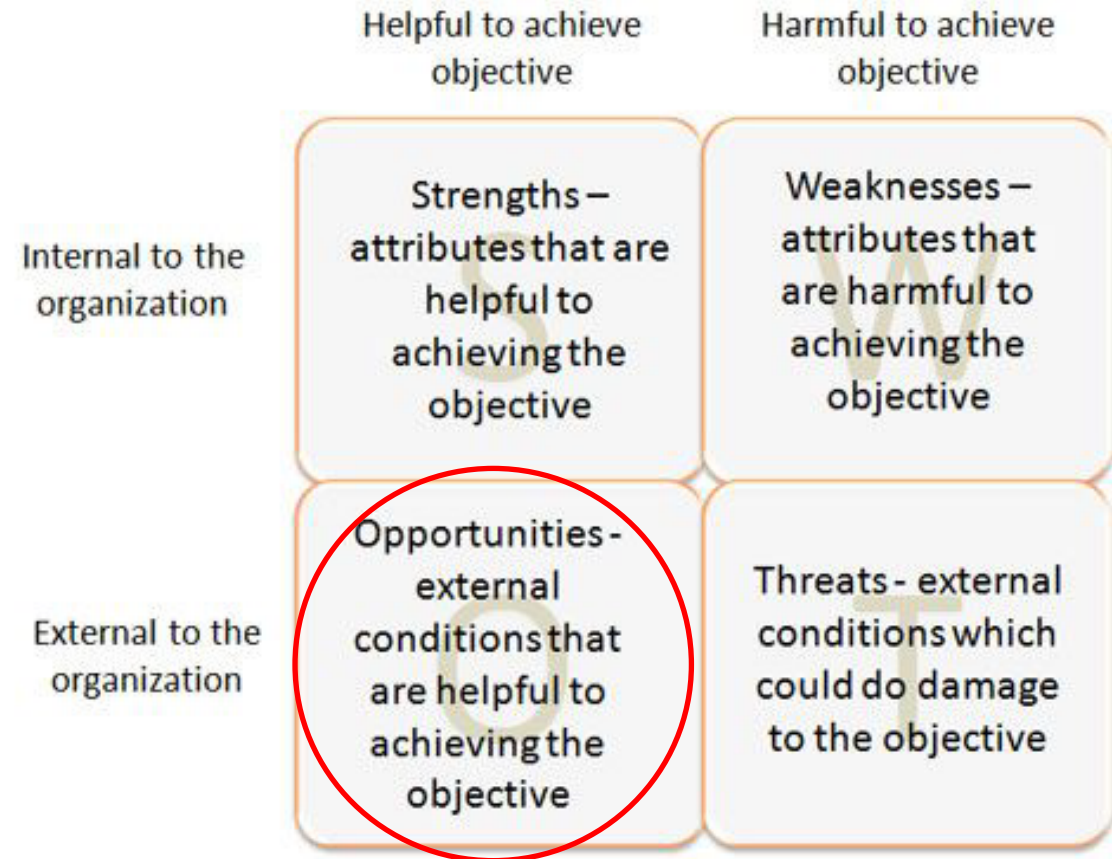 Helpful to achieve
objective
Harmful to achieve
objective
Internal to the
organization
Strengths –
attributes that are
helpful to
achieving the
objective
S
Weaknesses –
attributes that
are harmful to
achieving the
objective
W
External to the
organization
Opportunities -
external
conditions that
are helpful to
achieving the
objective
O
Threats - external
conditions which
could do damage
to the objective
T